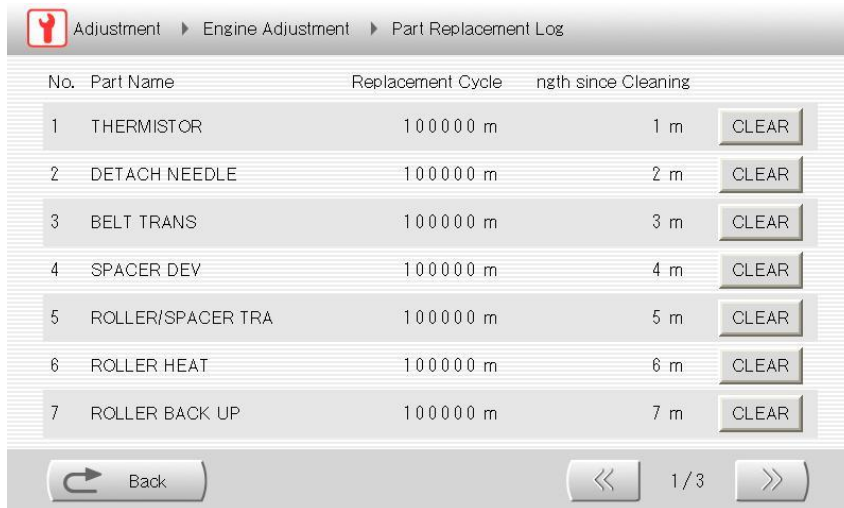 Adjustment ▶ Engine Adjustment ▶ Part Replacement Log
No. Part Name Replacement Cycle ngth since Cleaning
1 THERMISTOR 100000 m 1 m CLEAR
2 DETACH NEEDLE 100000 m 2 m CLEAR
3 BELT TRANS 100000 m 3 m CLEAR
4 SPACER DEV 100000 m 4 m CLEAR
5 ROLLER/SPACER TRA 100000 m 5 m CLEAR
6 ROLLER HEAT 100000 m 6 m CLEAR
7 ROLLER BACK UP 100000 m 7 m CLEAR
Back 1/3